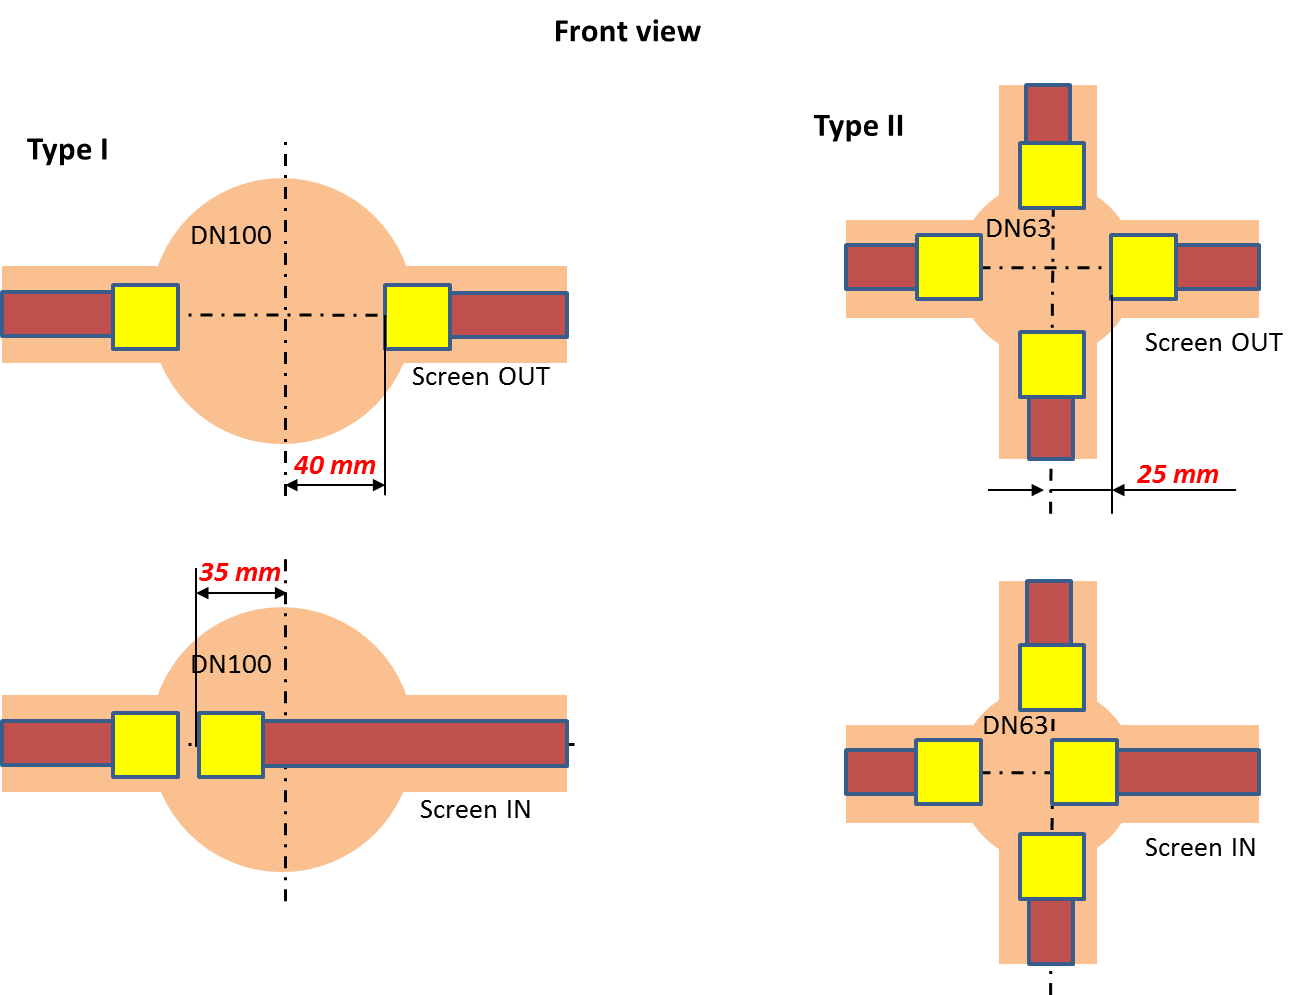 Front view
Type I
DN100
Screen OUT
40 mm
Type II
DN63
Screen OUT
25 mm
35 mm
DN100
Screen IN
DN63
Screen IN